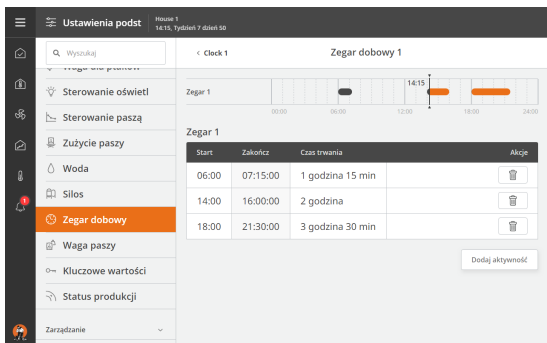 Ustawienia podst
House 1
14:15, Tydzień 7 dzień 50
Wyszukaj
Waga dla ptaków
Sterowanie oświetl
Sterowanie paszą
Zużycie paszy
Woda
Silos
Zegar dobowy
Waga paszy
Kluczowe wartości
Status produkcji
Zarządzanie
1
< Clock 1
Zegar dobowy 1
14:15
Zegar 1
00:00 06:00 12:00 18:00 24:00
Zegar 1
Start Zakończ Czas trwania Akcje
06:00 07:15:00 1 godzina 15 min
14:00 16:00:00 2 godzina
18:00 21:30:00 3 godzina 30 min
Dodaj aktywność